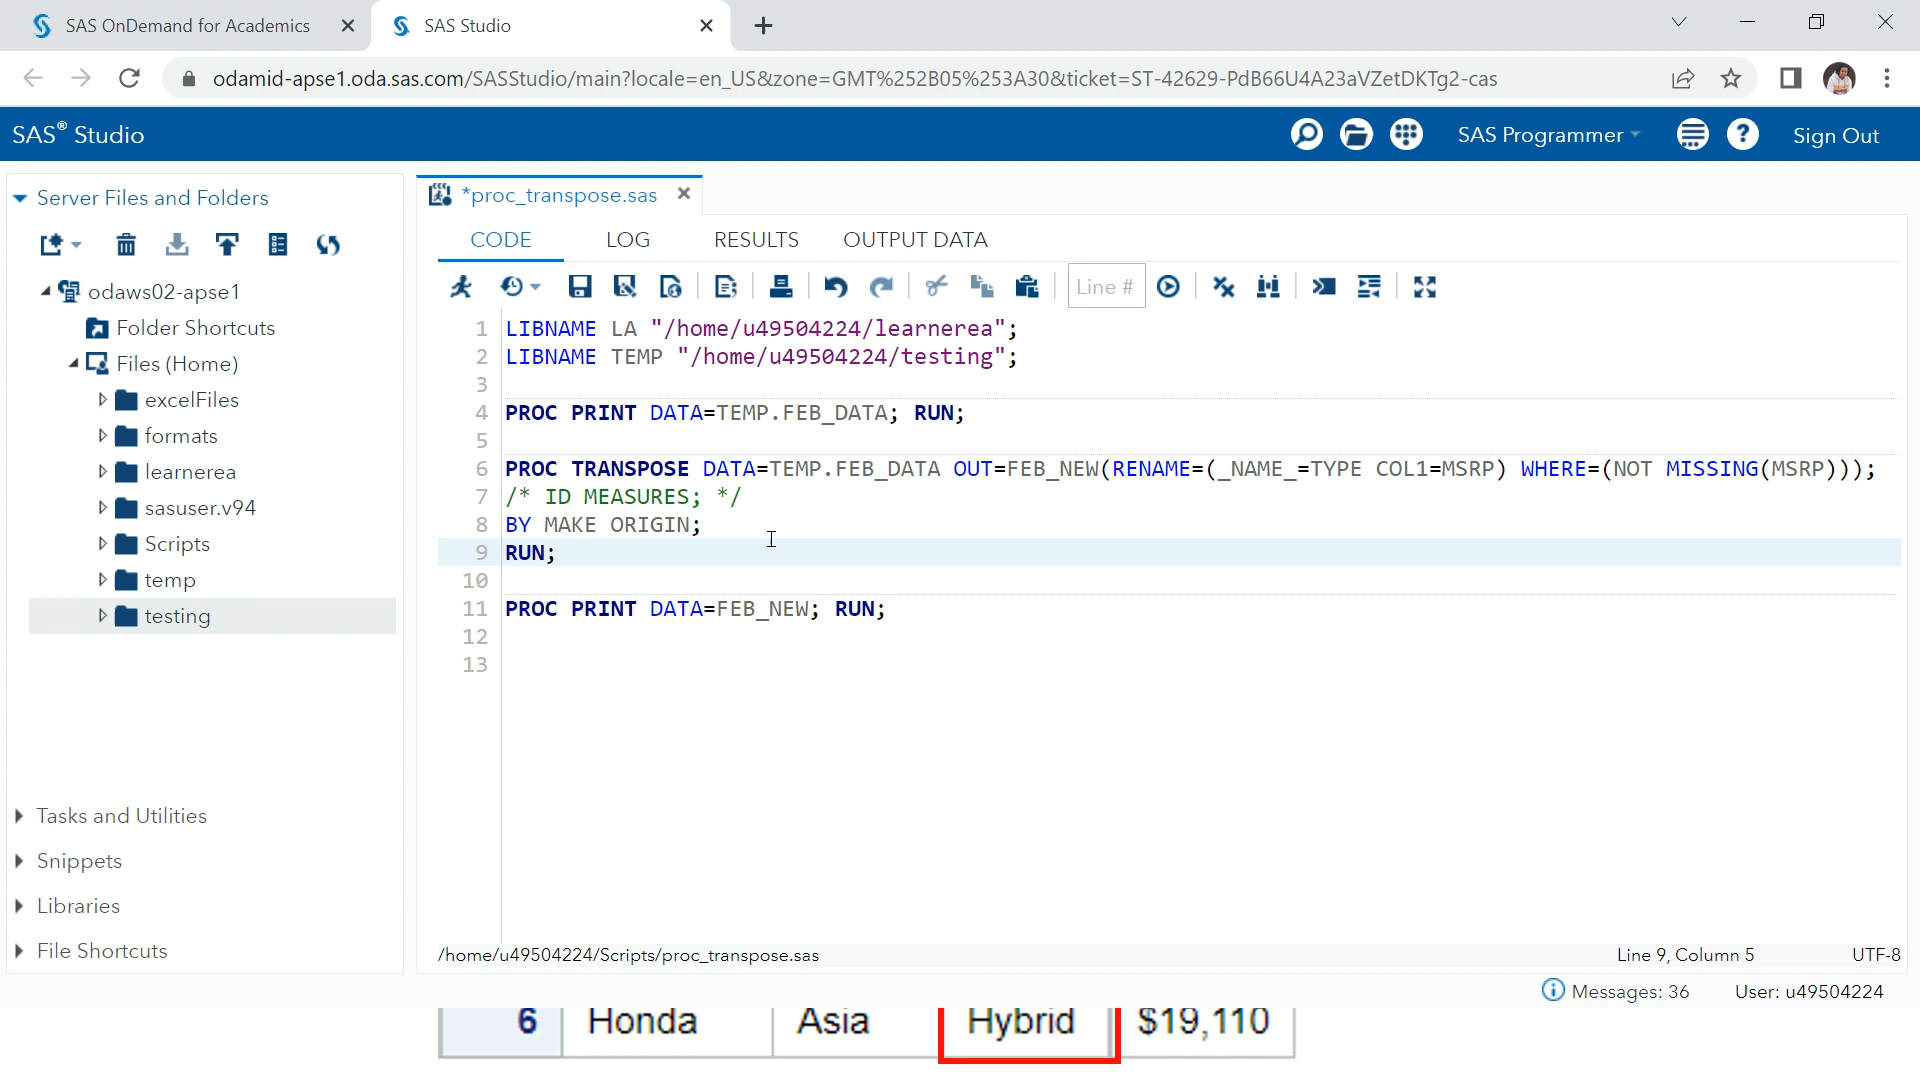 SAS OnDemand for Academics
SAS Studio
odamid-apse1.oda.sas.com/SASStudio/main?locale=en_US&zone=GMT%252B05%253A30&ticket=ST-42629-PdB66U4A23aVZetDKTg2-cas
SAS® Studio
SAS Programmer
Sign Out
Server Files and Folders
odaws02-apse1
Folder Shortcuts
Files (Home)
excelFiles
formats
learnerea
sasuser.v94
Scripts
temp
testing
Tasks and Utilities
Snippets
Libraries
File Shortcuts
*proc_transpose.sas
CODE LOG RESULTS OUTPUT DATA
Line #
1 LIBNAME LA "/home/u49504224/learnerea";
2 LIBNAME TEMP "/home/u49504224/testing";
3
4 PROC PRINT DATA=TEMP.FEB_DATA; RUN;
5
6 PROC TRANSPOSE DATA=TEMP.FEB_DATA OUT=FEB_NEW(RENAME=(_NAME_=TYPE COL1=MSRP) WHERE=(NOT MISSING(MSRP)));
7 /* ID MEASURES; */
8 BY MAKE ORIGIN;
9 RUN;
10
11 PROC PRINT DATA=FEB_NEW; RUN;
12
13
/home/u49504224/Scripts/proc_transpose.sas
Line 9, Column 5
UTF-8
Messages: 36
User: u49504224
6 Honda Asia Hybrid $19,110